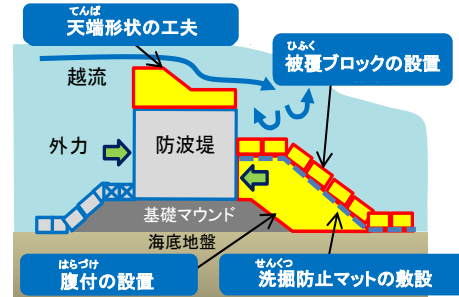 てんぱ
天端形状の工夫
ひふく
被覆ブロックの設置
越流
外力
防波堤
基礎マウンド
海底地盤
はらづけ
腹付の設置
せんくつ
洗掘防止マットの敷設